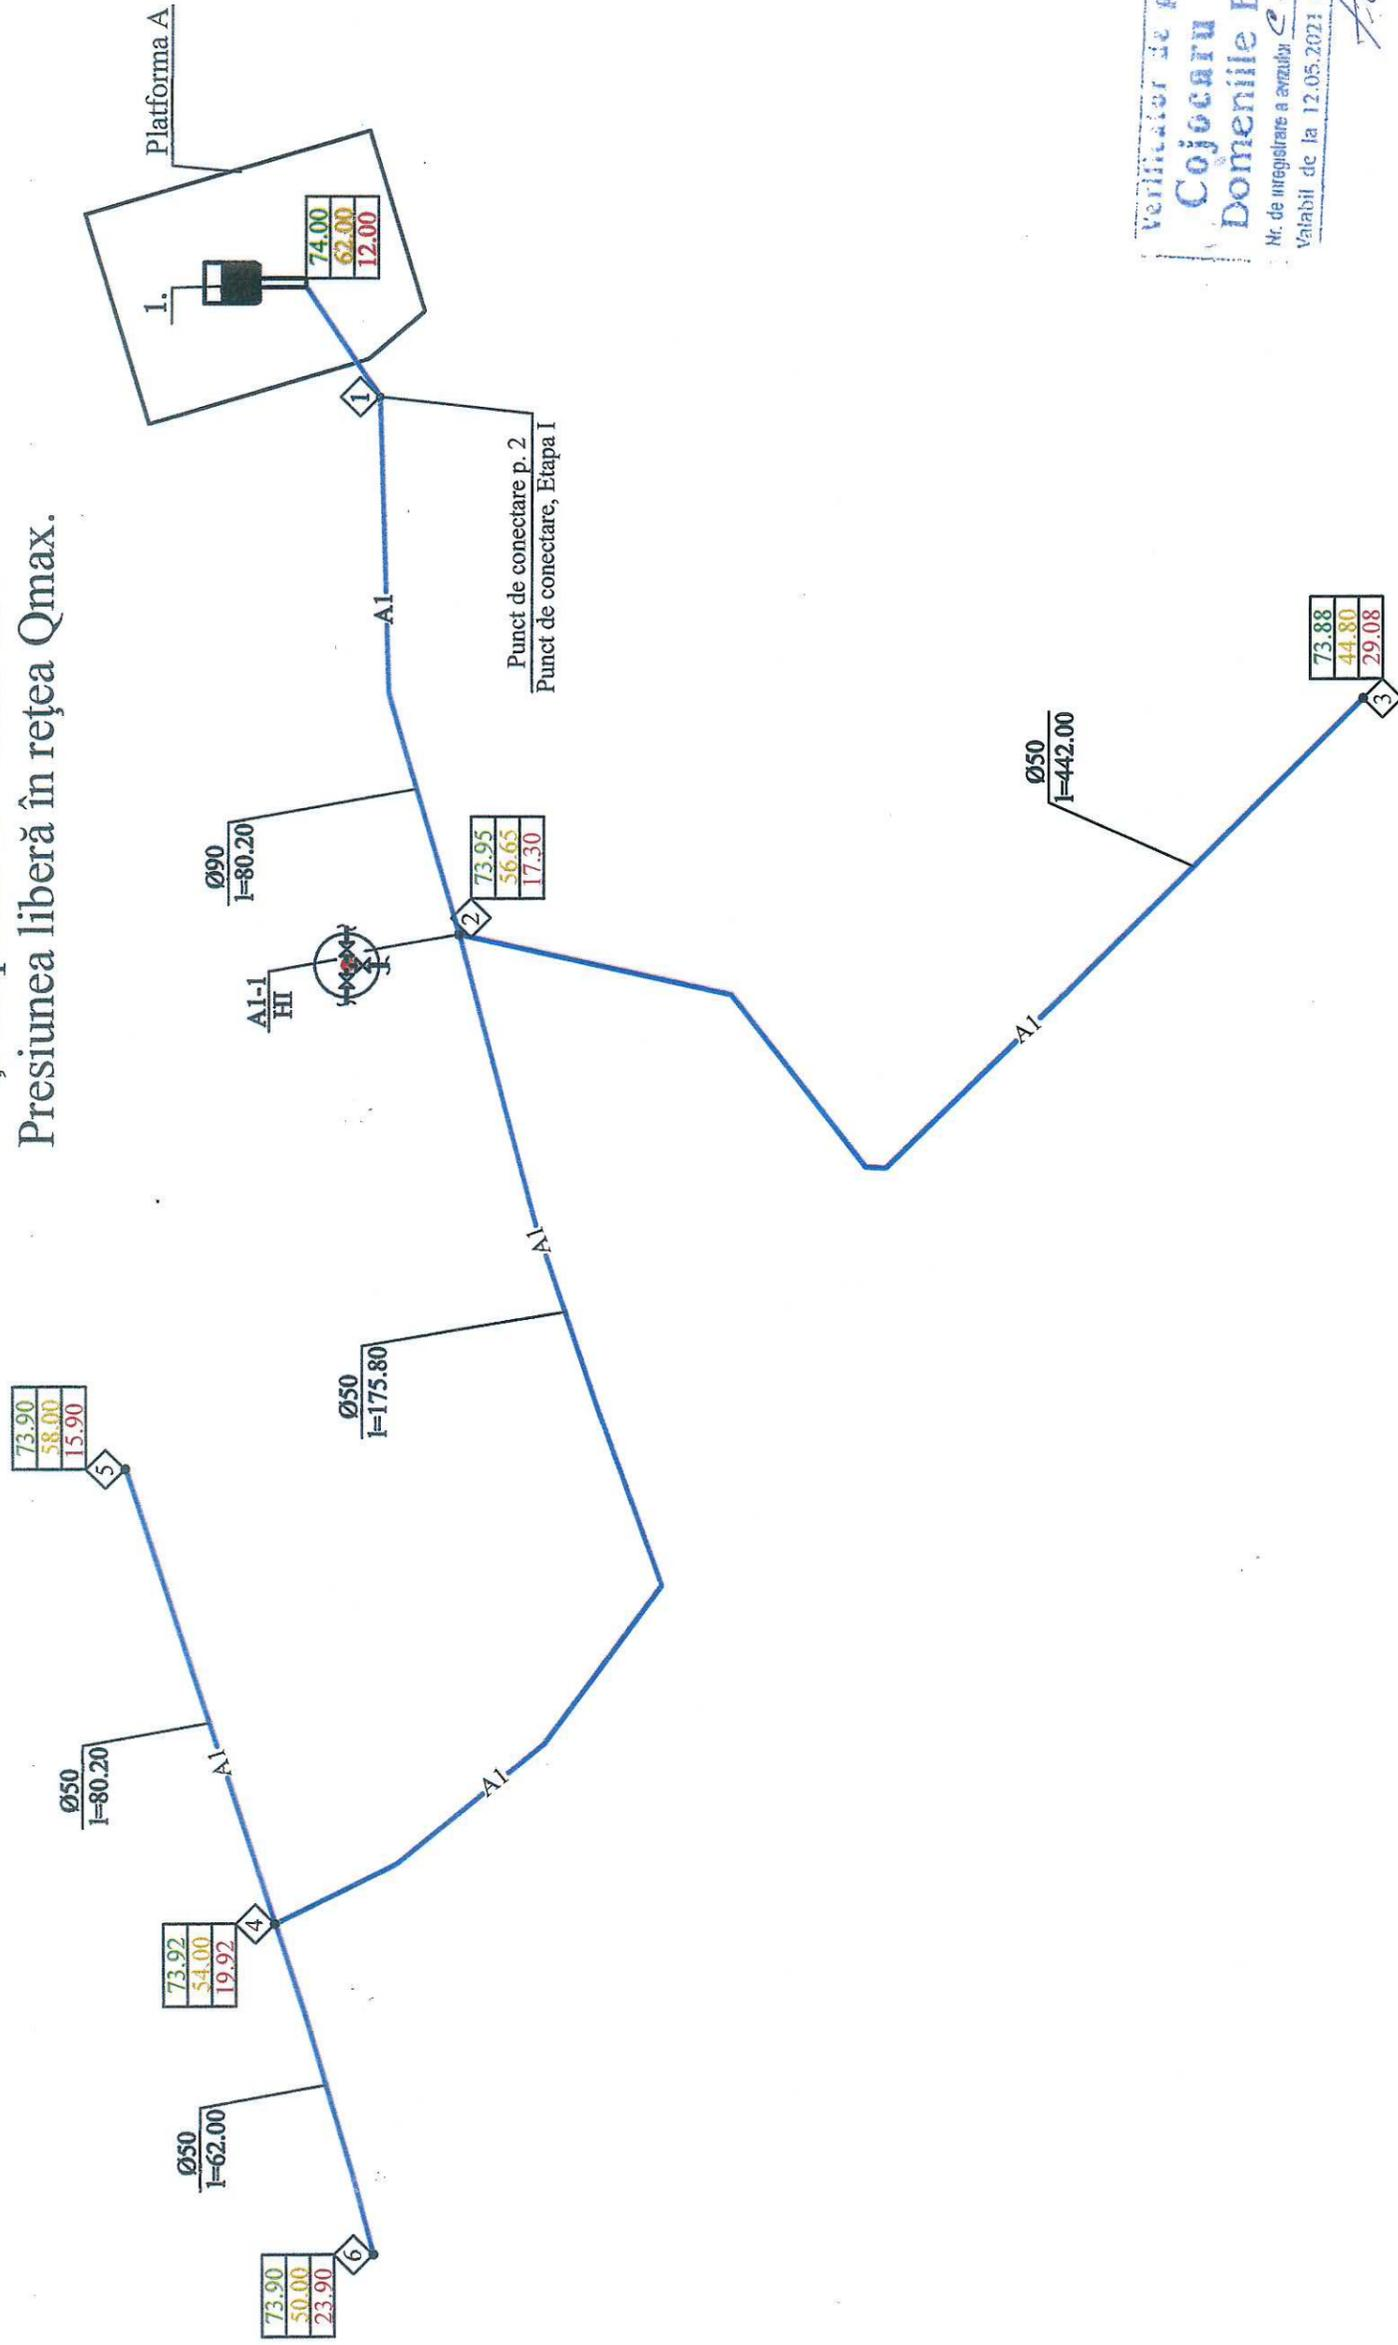 Presiunea liberă în rețea Qmax.
Platforma A
1.
74.00
62.00
12.00
1
Punct de conectare p. 2
Punct de conectare, Etapa I
A1
Ø90
l=80.20
A1-1
HI
2
73.95
56.65
17.30
A1
Ø50
l=442.00
73.88
44.80
29.08
3
A1
Ø50
l=175.80
A1
73.90
58.00
15.90
5
Ø50
l=80.20
A1
73.92
54.00
19.92
4
Ø50
l=62.00
73.90
50.00
23.90
6
Verificator de
Cojocaru
Domeniile
Nr. de inregistrare a avizului
Valabil de la 12.05.2021